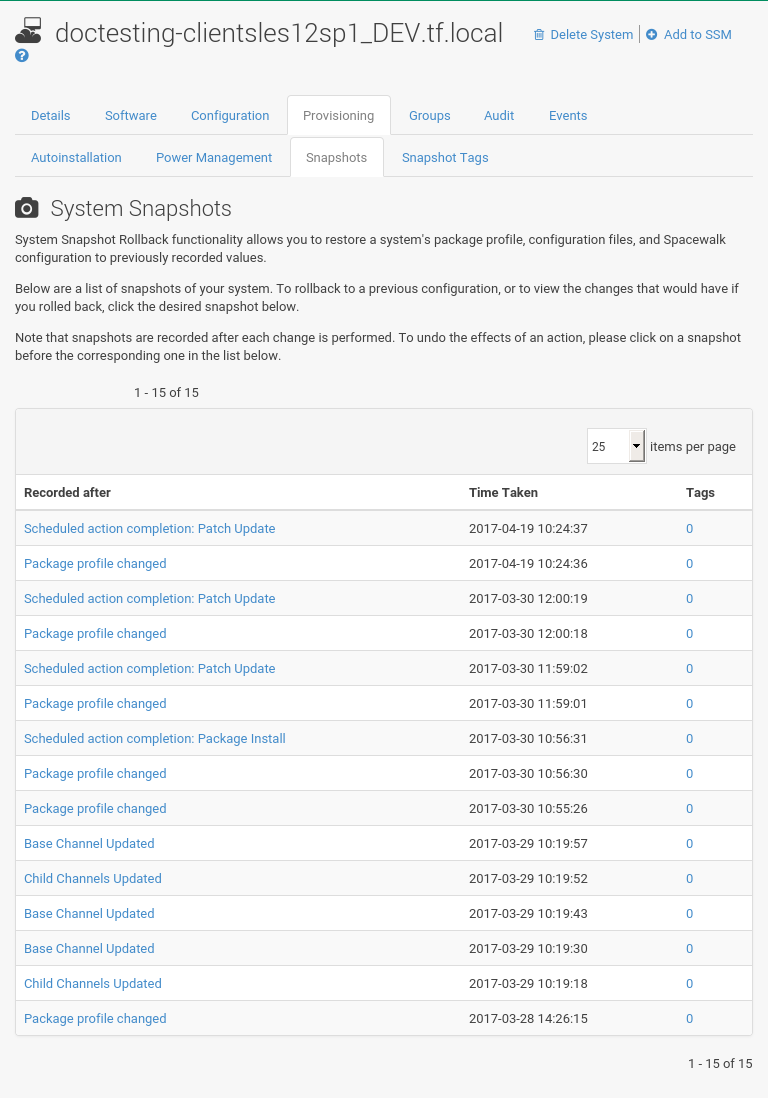 doctesting-clientsles12sp1_DEV.tf.local Delete System Add to SSM
Details Software Configuration Provisioning Groups Audit Events
Autoinstallation Power Management Snapshots Snapshot Tags
System Snapshots
System Snapshot Rollback functionality allows you to restore a system's package profile, configuration files, and Spacewalk
configuration to previously recorded values.
Below are a list of snapshots of your system. To rollback to a previous configuration, or to view the changes that would have if
you rolled back, click the desired snapshot below.
Note that snapshots are recorded after each change is performed. To undo the effects of an action, please click on a snapshot
before the corresponding one in the list below.
1 - 15 of 15
25 items per page
Recorded after Time Taken Tags
Scheduled action completion: Patch Update 2017-04-19 10:24:37 0
Package profile changed 2017-04-19 10:24:36 0
Scheduled action completion: Patch Update 2017-03-30 12:00:19 0
Package profile changed 2017-03-30 12:00:18 0
Scheduled action completion: Patch Update 2017-03-30 11:59:02 0
Package profile changed 2017-03-30 11:59:01 0
Scheduled action completion: Package Install 2017-03-30 10:56:31 0
Package profile changed 2017-03-30 10:56:30 0
Package profile changed 2017-03-30 10:55:26 0
Base Channel Updated 2017-03-29 10:19:57 0
Child Channels Updated 2017-03-29 10:19:52 0
Base Channel Updated 2017-03-29 10:19:43 0
Base Channel Updated 2017-03-29 10:19:30 0
Child Channels Updated 2017-03-29 10:19:18 0
Package profile changed 2017-03-28 14:26:15 0
1 - 15 of 15